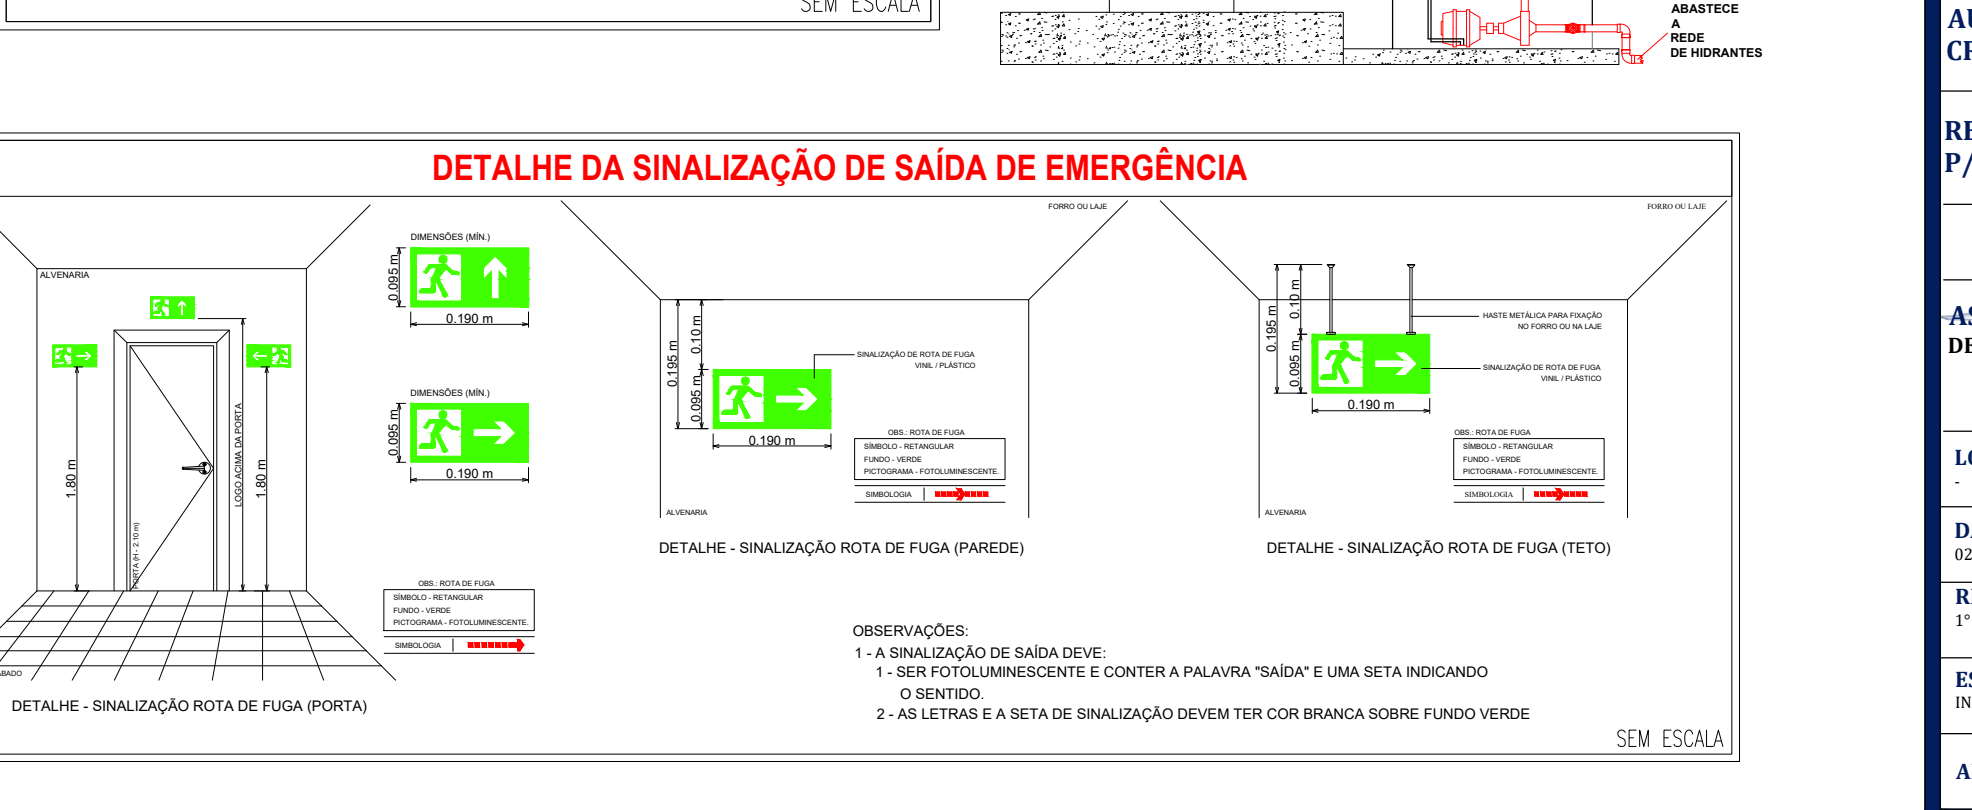 SEM ESCALA
ABASTECE
A
REDE
DE HIDRANTES
DETALHE DA SINALIZAÇÃO DE SAÍDA DE EMERGÊNCIA
ALVENARIA
1.80 m
PORTA (H - 2.10 m)
LOGO ACIMA DA PORTA
1.80 m
DIMENSÕES (MÍN.)
0.095 m
0.190 m
DIMENSÕES (MÍN.)
0.095 m
0.190 m
OBS.: ROTA DE FUGA
SÍMBOLO - RETANGULAR
FUNDO - VERDE
PICTOGRAMA - FOTOLUMINESCENTE.
SIMBOLOGIA
DETALHE - SINALIZAÇÃO ROTA DE FUGA (PORTA)
FORRO OU LAJE
0.195 m
0.10 m
0.095 m
0.190 m
SINALIZAÇÃO DE ROTA DE FUGA
VINIL / PLÁSTICO
OBS.: ROTA DE FUGA
SÍMBOLO - RETANGULAR
FUNDO - VERDE
PICTOGRAMA - FOTOLUMINESCENTE.
SIMBOLOGIA
ALVENARIA
DETALHE - SINALIZAÇÃO ROTA DE FUGA (PAREDE)
FORRO OU LAJE
0.195 m
0.10 m
0.095 m
0.190 m
HASTE METÁLICA PARA FIXAÇÃO
NO FORRO OU NA LAJE
SINALIZAÇÃO DE ROTA DE FUGA
VINIL / PLÁSTICO
OBS.: ROTA DE FUGA
SÍMBOLO - RETANGULAR
FUNDO - VERDE
PICTOGRAMA - FOTOLUMINESCENTE.
SIMBOLOGIA
ALVENARIA
DETALHE - SINALIZAÇÃO ROTA DE FUGA (TETO)
OBSERVAÇÕES:
1 - A SINALIZAÇÃO DE SAÍDA DEVE:
1 - SER FOTOLUMINESCENTE E CONTER A PALAVRA "SAÍDA" E UMA SETA INDICANDO
O SENTIDO.
2 - AS LETRAS E A SETA DE SINALIZAÇÃO DEVEM TER COR BRANCA SOBRE FUNDO VERDE
SEM ESCALA
P/
-
02
1°